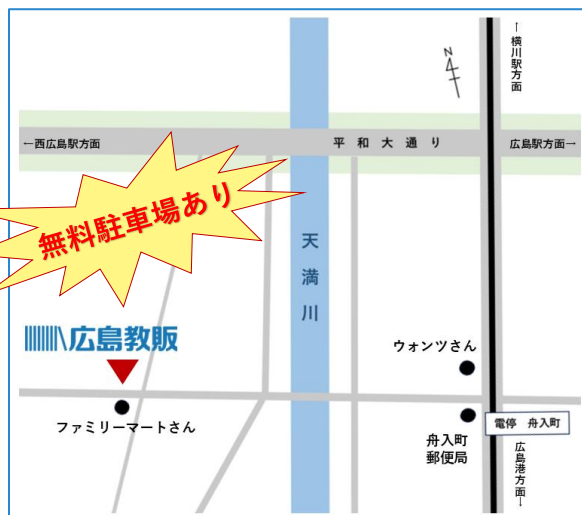 ↑横川駅方面
N
←西広島駅方面
平和大通り
広島駅方面→
無料駐車場あり
天満川
広島教販
ウォンツさん
ファミリーマートさん
電停 舟入町
舟入町
郵便局
広島港方面→